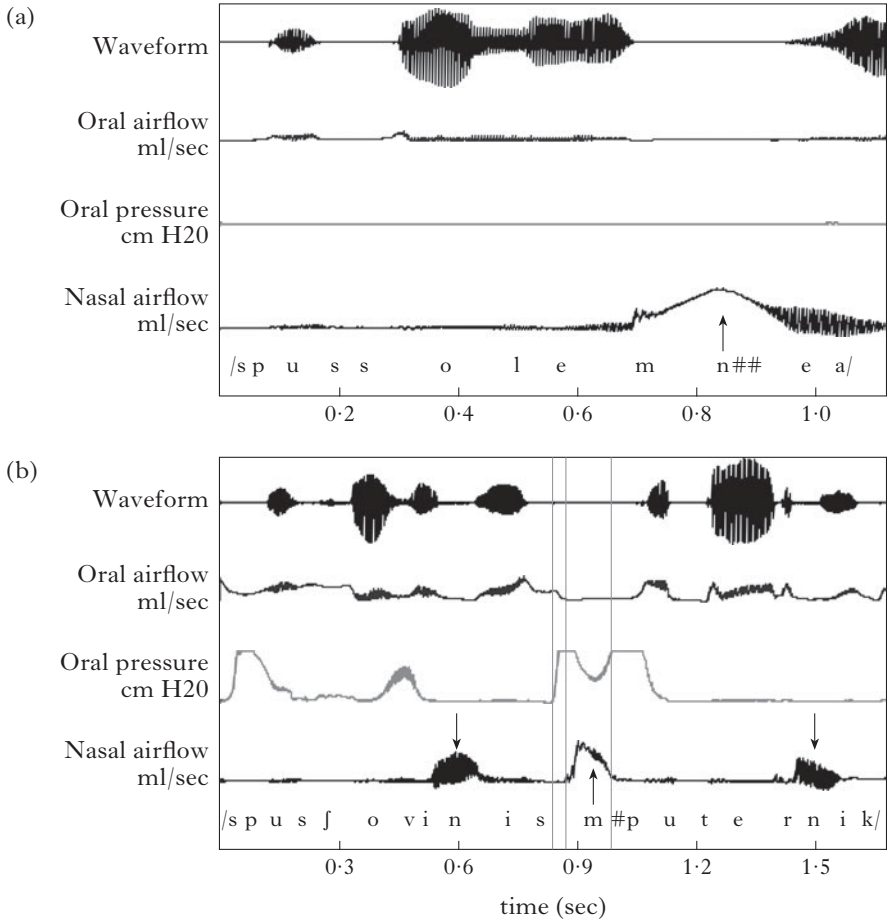 (a)
Waveform
Oral airflow
ml/sec
Oral pressure
cm H20
Nasal airflow
ml/sec
/s p u s s o l e m n ## e a/
0·2 0·4 0·6 0·8 1·0
(b)
Waveform
Oral airflow
ml/sec
Oral pressure
cm H20
Nasal airflow
ml/sec
/s p u s ʃ o v i n i s m #p u t e r n i k/
0·3 0·6 0·9 1·2 1·5
time (sec)